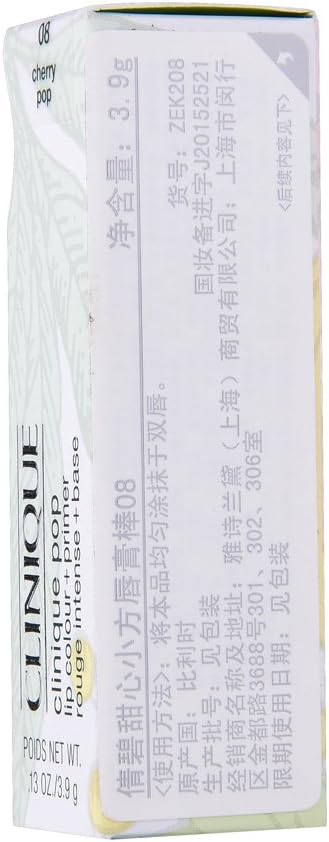 08
cherry
pop
CLINIQUE
clinique pop
lip colour + primer
rouge intense + base
POIDS NET WT.
.13 OZ./3.9 g
倩碧甜心小方唇膏棒08 净含量：3.9g
<使用方法>：将本品均匀涂抹于双唇。
原产国：比利时 货号：ZEK208
生产批号：见包装 国妆备进字J20152521
经销商名称及地址：雅诗兰黛（上海）商贸有限公司；上海市闵行
区金都路3688号301、302、306室
限期使用日期：见包装 <后续内容见下>